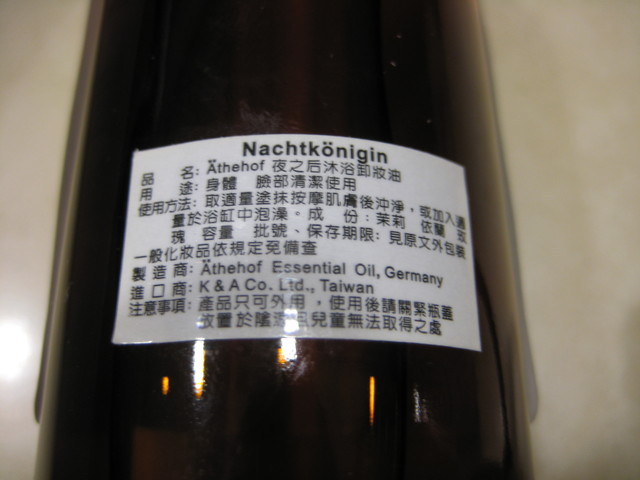 Nachtkönigin
品 名: Äthehof 夜之后沐浴卸妝油
用 途: 身體 臉部清潔使用
使用方法: 取適量塗抹按摩肌膚後沖淨，或加入適
量於浴缸中泡澡。成 份: 茉莉 依蘭 玫
瑰 容量 批號、保存期限: 見原文外包裝
一般化妝品依規定免備查
製造商: Äthehof Essential Oil, Germany
進口商: K & A Co. Ltd., Taiwan
注意事項: 產品只可外用，使用後請關緊瓶蓋
放置於陰涼 兒童無法取得之處